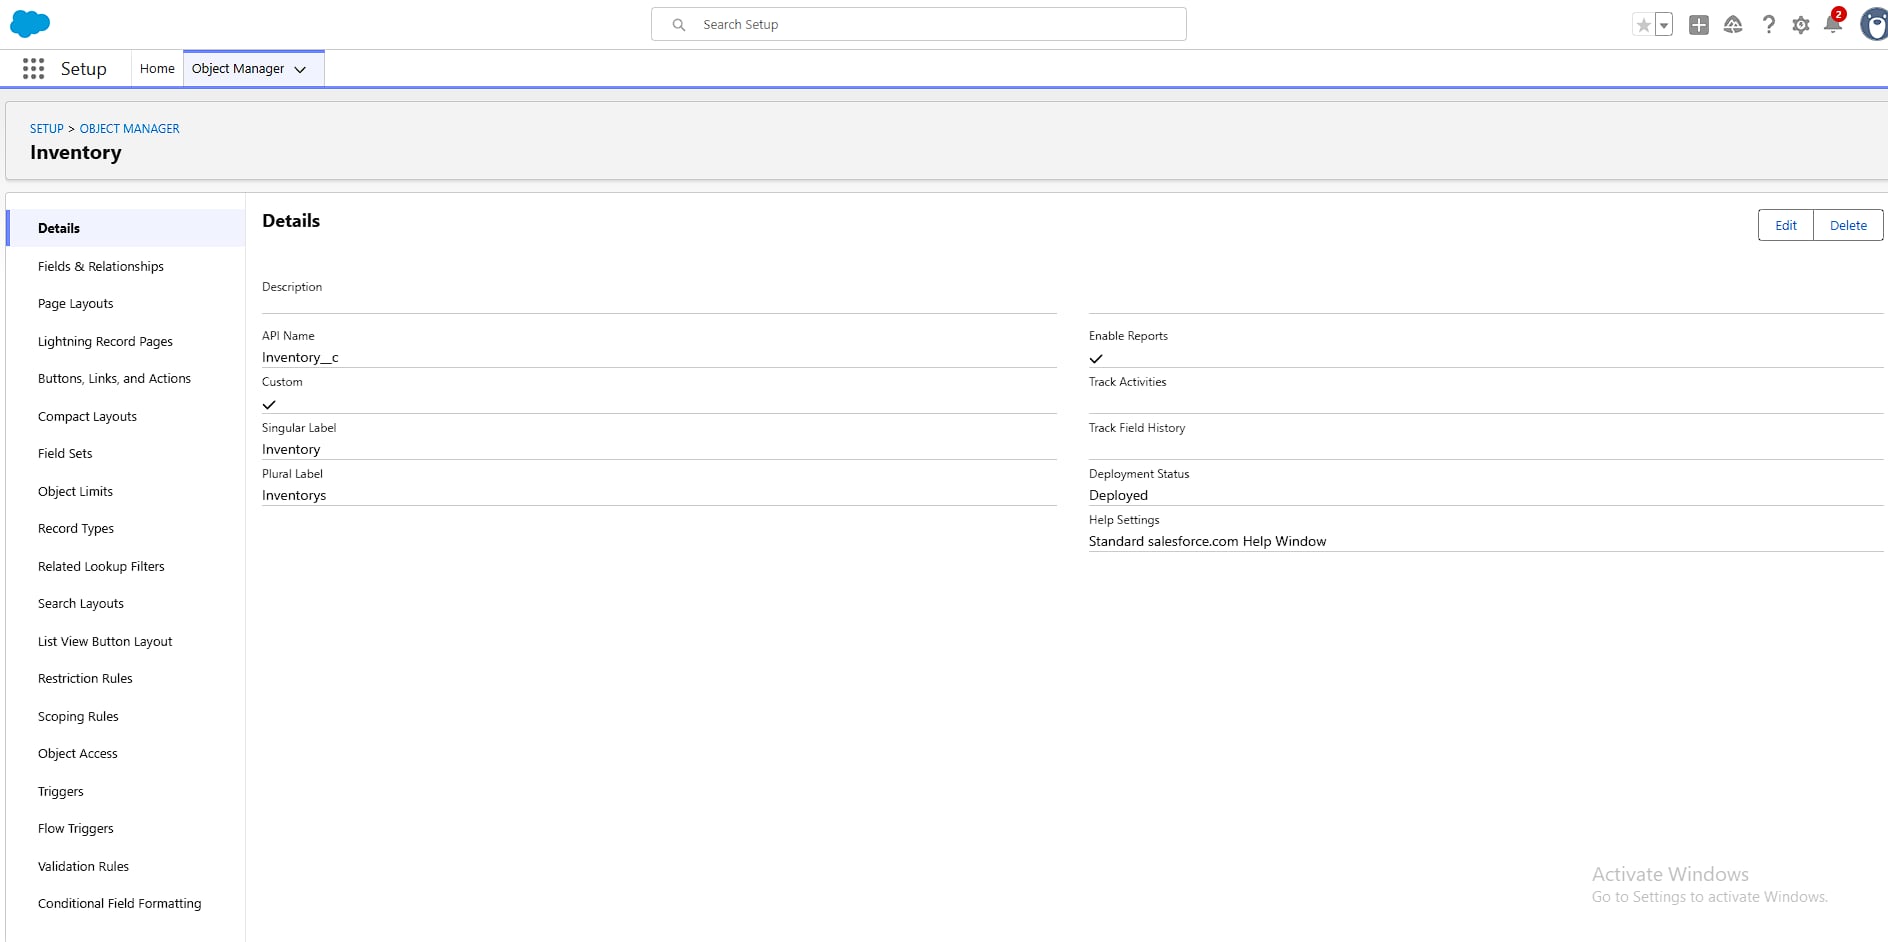 Search Setup
2
Setup
Home
Object Manager
SETUP > OBJECT MANAGER
Inventory
Details
Fields & Relationships
Page Layouts
Lightning Record Pages
Buttons, Links, and Actions
Compact Layouts
Field Sets
Object Limits
Record Types
Related Lookup Filters
Search Layouts
List View Button Layout
Restriction Rules
Scoping Rules
Object Access
Triggers
Flow Triggers
Validation Rules
Conditional Field Formatting
Details
Edit
Delete
Description
API Name
Inventory__c
Custom
Singular Label
Inventory
Plural Label
Inventorys
Enable Reports
Track Activities
Track Field History
Deployment Status
Deployed
Help Settings
Standard salesforce.com Help Window
Activate Windows
Go to Settings to activate Windows.